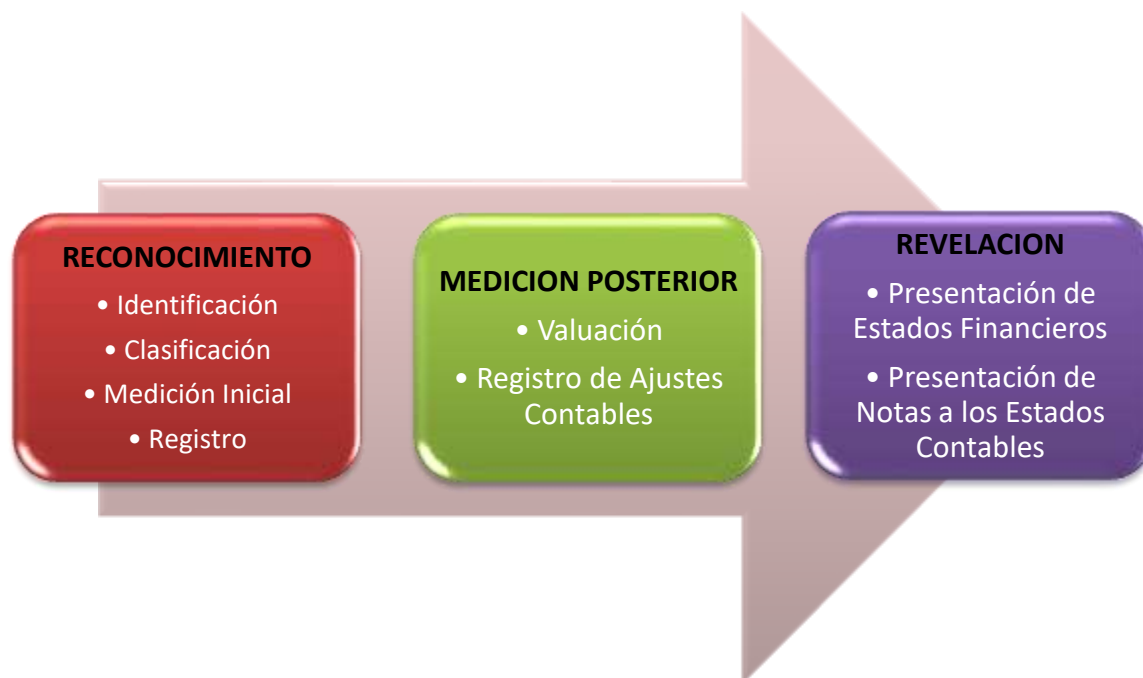 RECONOCIMIENTO
• Identificación
• Clasificación
• Medición Inicial
• Registro
MEDICION POSTERIOR
• Valuación
• Registro de Ajustes
Contables
REVELACION
• Presentación de
Estados Financieros
• Presentación de
Notas a los Estados
Contables